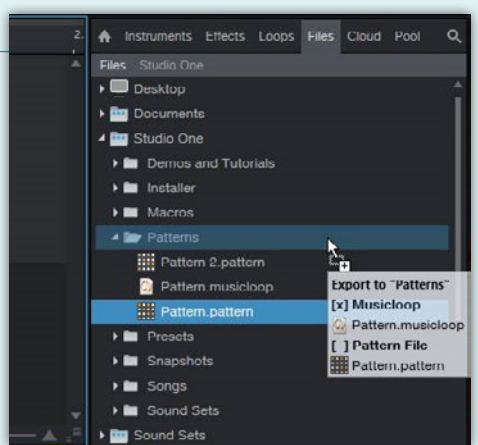 2.
Instruments Effects Loops Files Cloud Pool
Files Studio One
Desktop
Documents
Studio One
Demos and Tutorials
Installer
Macros
Patterns
Pattern 2.pattern
Pattern.musicloop
Pattern.pattern
Presets
Snapshots
Songs
Sound Sets
Sound Sets
Export to "Patterns"
[x] Musicloop
Pattern.musicloop
[ ] Pattern File
Pattern.pattern